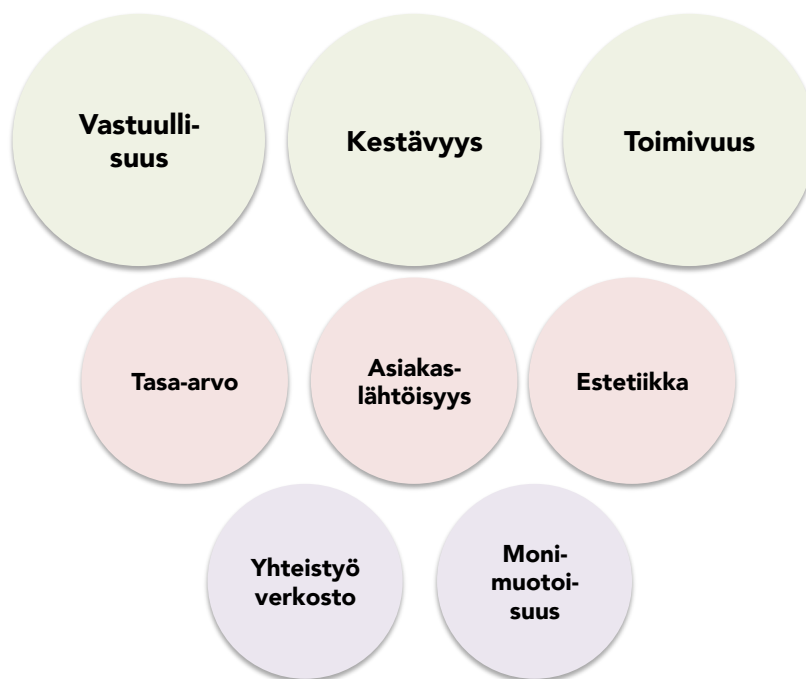 Vastuulli-
suus
Kestävyys
Toimivuus
Tasa-arvo
Asiakas-
lähtöisyys
Estetiikka
Yhteistyö
verkosto
Moni-
muotoi-
suus